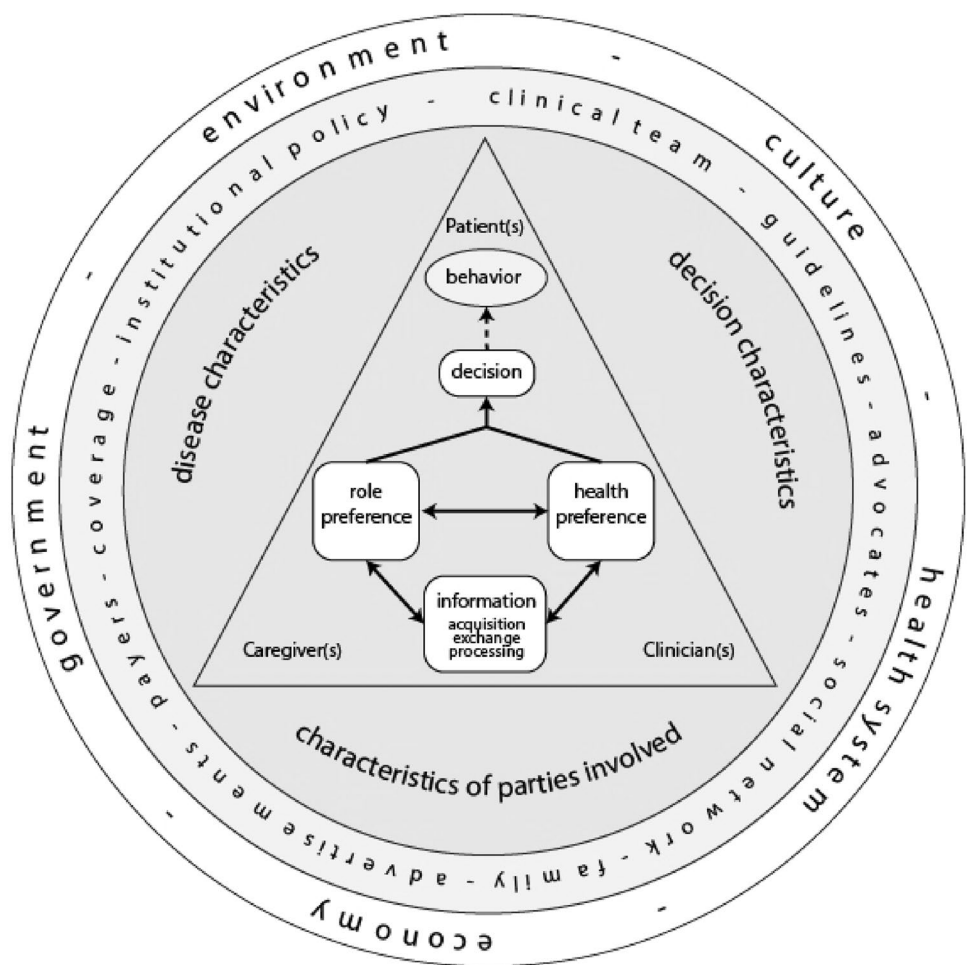 environment - culture - health system - economy - government -
clinical team - guidelines - advocates - social network - family - advertisements - payers - coverage - institutional policy -
disease characteristics
decision characteristics
characteristics of parties involved
Patient(s)
behavior
decision
role
preference
health
preference
information
acquisition
exchange
processing
Caregiver(s)
Clinician(s)